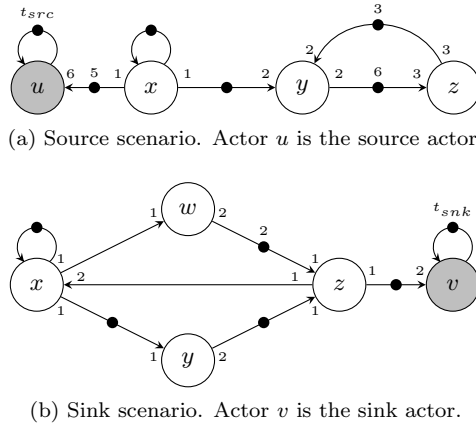 t_src
3
u 6 5 1 x 1 2 y 2 2 6 3 3 z
(a) Source scenario. Actor u is the source actor
w
1 2
2
t_snk
x 1 2 1 1 z 1 2 v
1 1
1 2
y
(b) Sink scenario. Actor v is the sink actor.